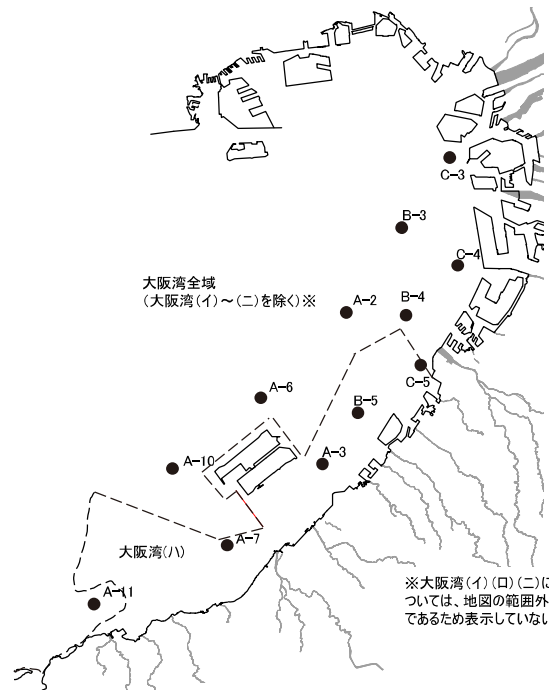 C-3
B-3
C-4
大阪湾全域
(大阪湾(イ)~(ニ)を除く)※
A-2
B-4
C-5
A-6
B-5
A-3
A-10
A-7
大阪湾(ハ)
A-11
※大阪湾(イ)(ロ)(ニ)に
ついては、地図の範囲外
であるため表示していない